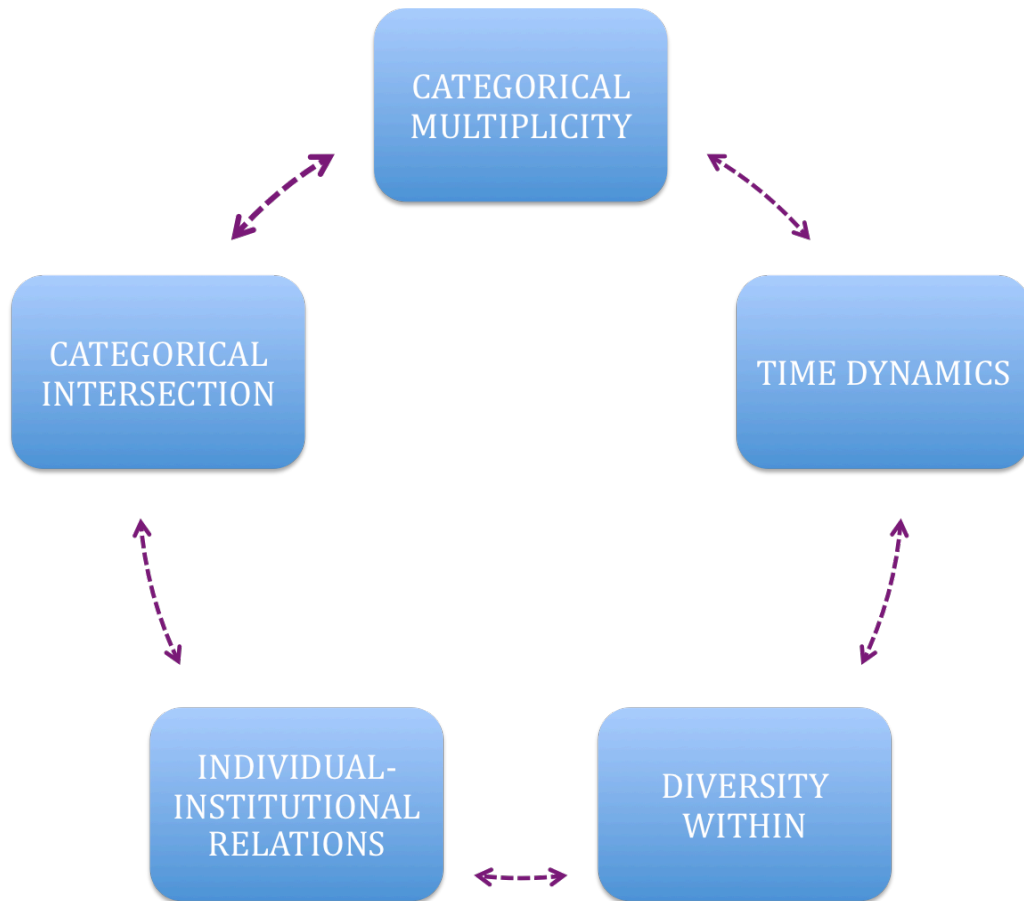 CATEGORICAL
MULTIPLICITY
CATEGORICAL
INTERSECTION
TIME DYNAMICS
INDIVIDUAL-
INSTITUTIONAL
RELATIONS
DIVERSITY
WITHIN